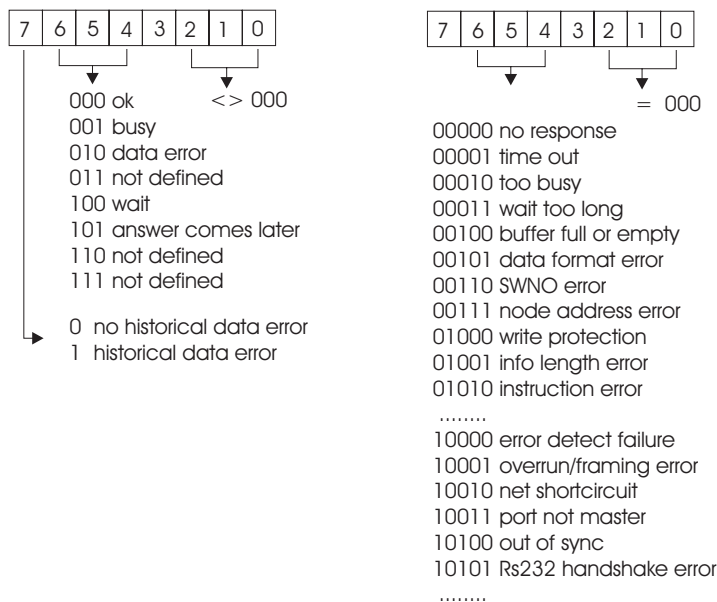 7 6 5 4 3 2 1 0
000 ok
<> 000
001 busy
010 data error
011 not defined
100 wait
101 answer comes later
110 not defined
111 not defined
0 no historical data error
1 historical data error
7 6 5 4 3 2 1 0
= 000
00000 no response
00001 time out
00010 too busy
00011 wait too long
00100 buffer full or empty
00101 data format error
00110 SWNO error
00111 node address error
01000 write protection
01001 info length error
01010 instruction error
........
10000 error detect failure
10001 overrun/framing error
10010 net shortcircuit
10011 port not master
10100 out of sync
10101 Rs232 handshake error
........